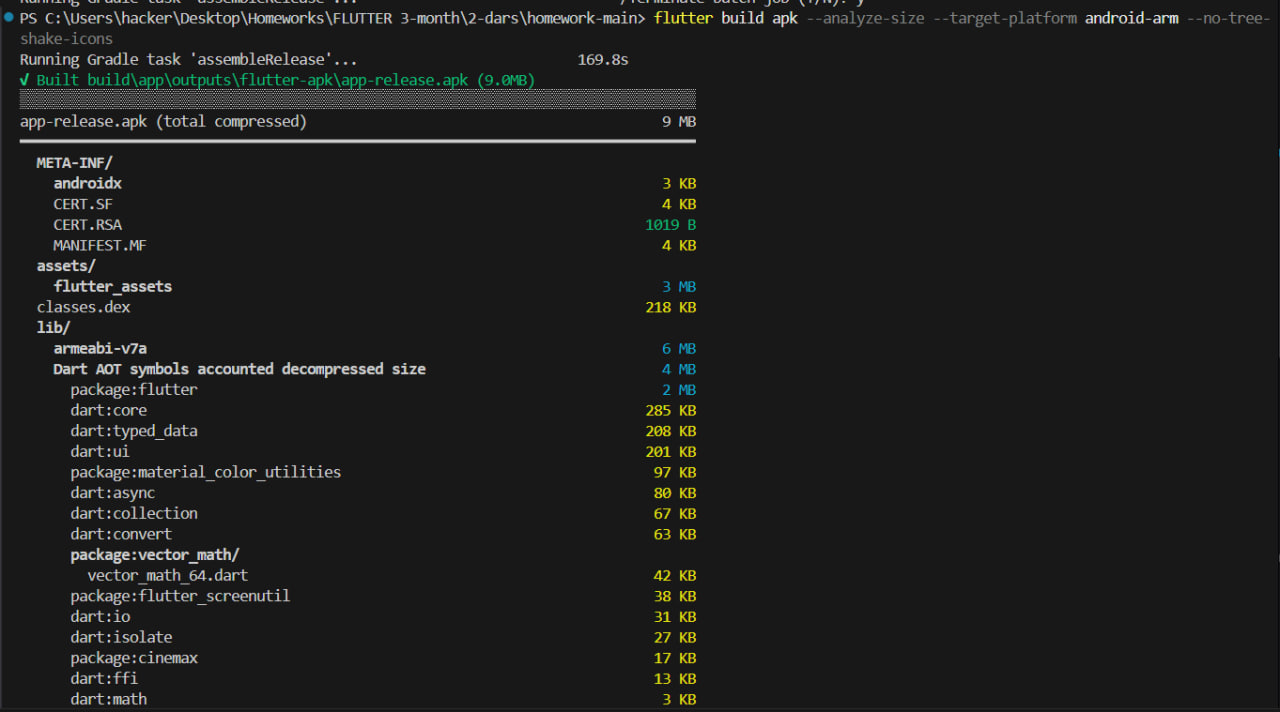 /Terminate batch job (Y/N)? y
PS C:\Users\hacker\Desktop\Homeworks\FLUTTER 3-month\2-dars\homework-main> flutter build apk --analyze-size --target-platform android-arm --no-tree-
shake-icons
Running Gradle task 'assembleRelease'... 169.8s
√ Built build\app\outputs\flutter-apk\app-release.apk (9.0MB)
app-release.apk (total compressed) 9 MB
META-INF/
androidx 3 KB
CERT.SF 4 KB
CERT.RSA 1019 B
MANIFEST.MF 4 KB
assets/
flutter_assets 3 MB
classes.dex 218 KB
lib/
armeabi-v7a 6 MB
Dart AOT symbols accounted decompressed size 4 MB
package:flutter 2 MB
dart:core 285 KB
dart:typed_data 208 KB
dart:ui 201 KB
package:material_color_utilities 97 KB
dart:async 80 KB
dart:collection 67 KB
dart:convert 63 KB
package:vector_math/
vector_math_64.dart 42 KB
package:flutter_screenutil 38 KB
dart:io 31 KB
dart:isolate 27 KB
package:cinemax 17 KB
dart:ffi 13 KB
dart:math 3 KB